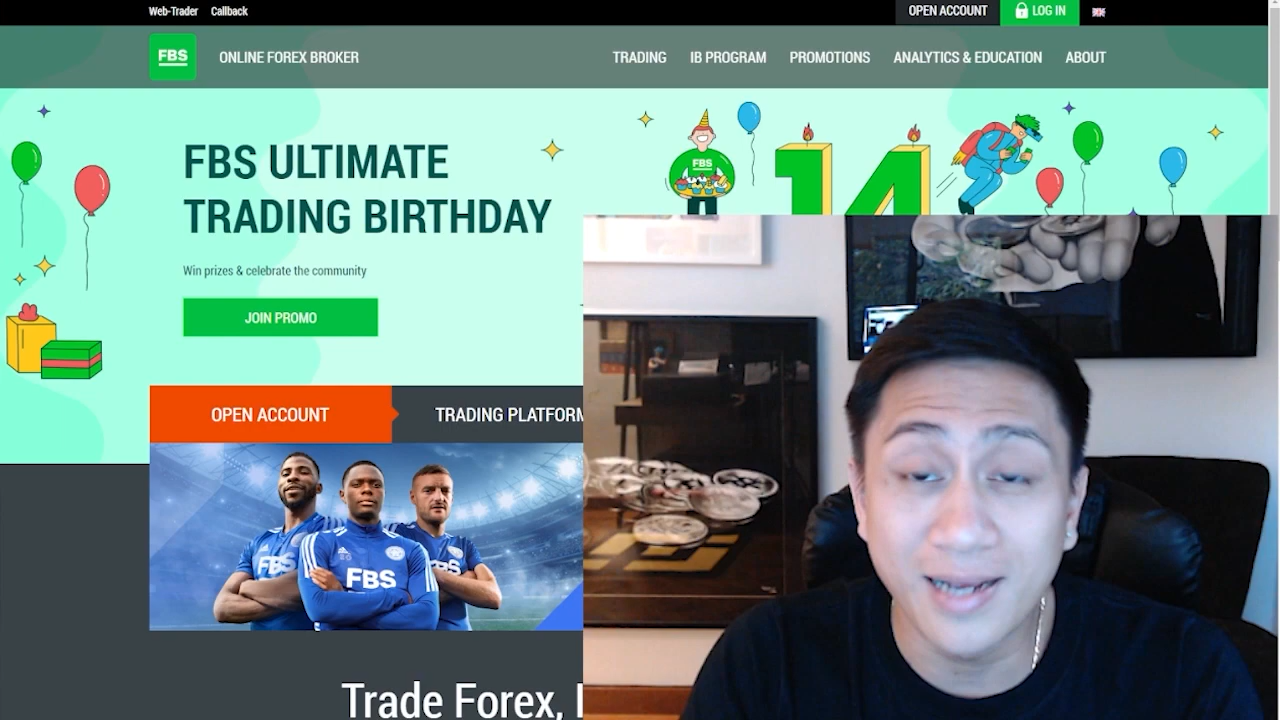 Web-Trader Callback
OPEN ACCOUNT LOG IN
FBS
ONLINE FOREX BROKER
TRADING IB PROGRAM PROMOTIONS ANALYTICS & EDUCATION ABOUT
FBS ULTIMATE
TRADING BIRTHDAY
Win prizes & celebrate the community
JOIN PROMO
FBS
14
OPEN ACCOUNT
TRADING PLATFORM
FBS
FBS
Trade Forex,